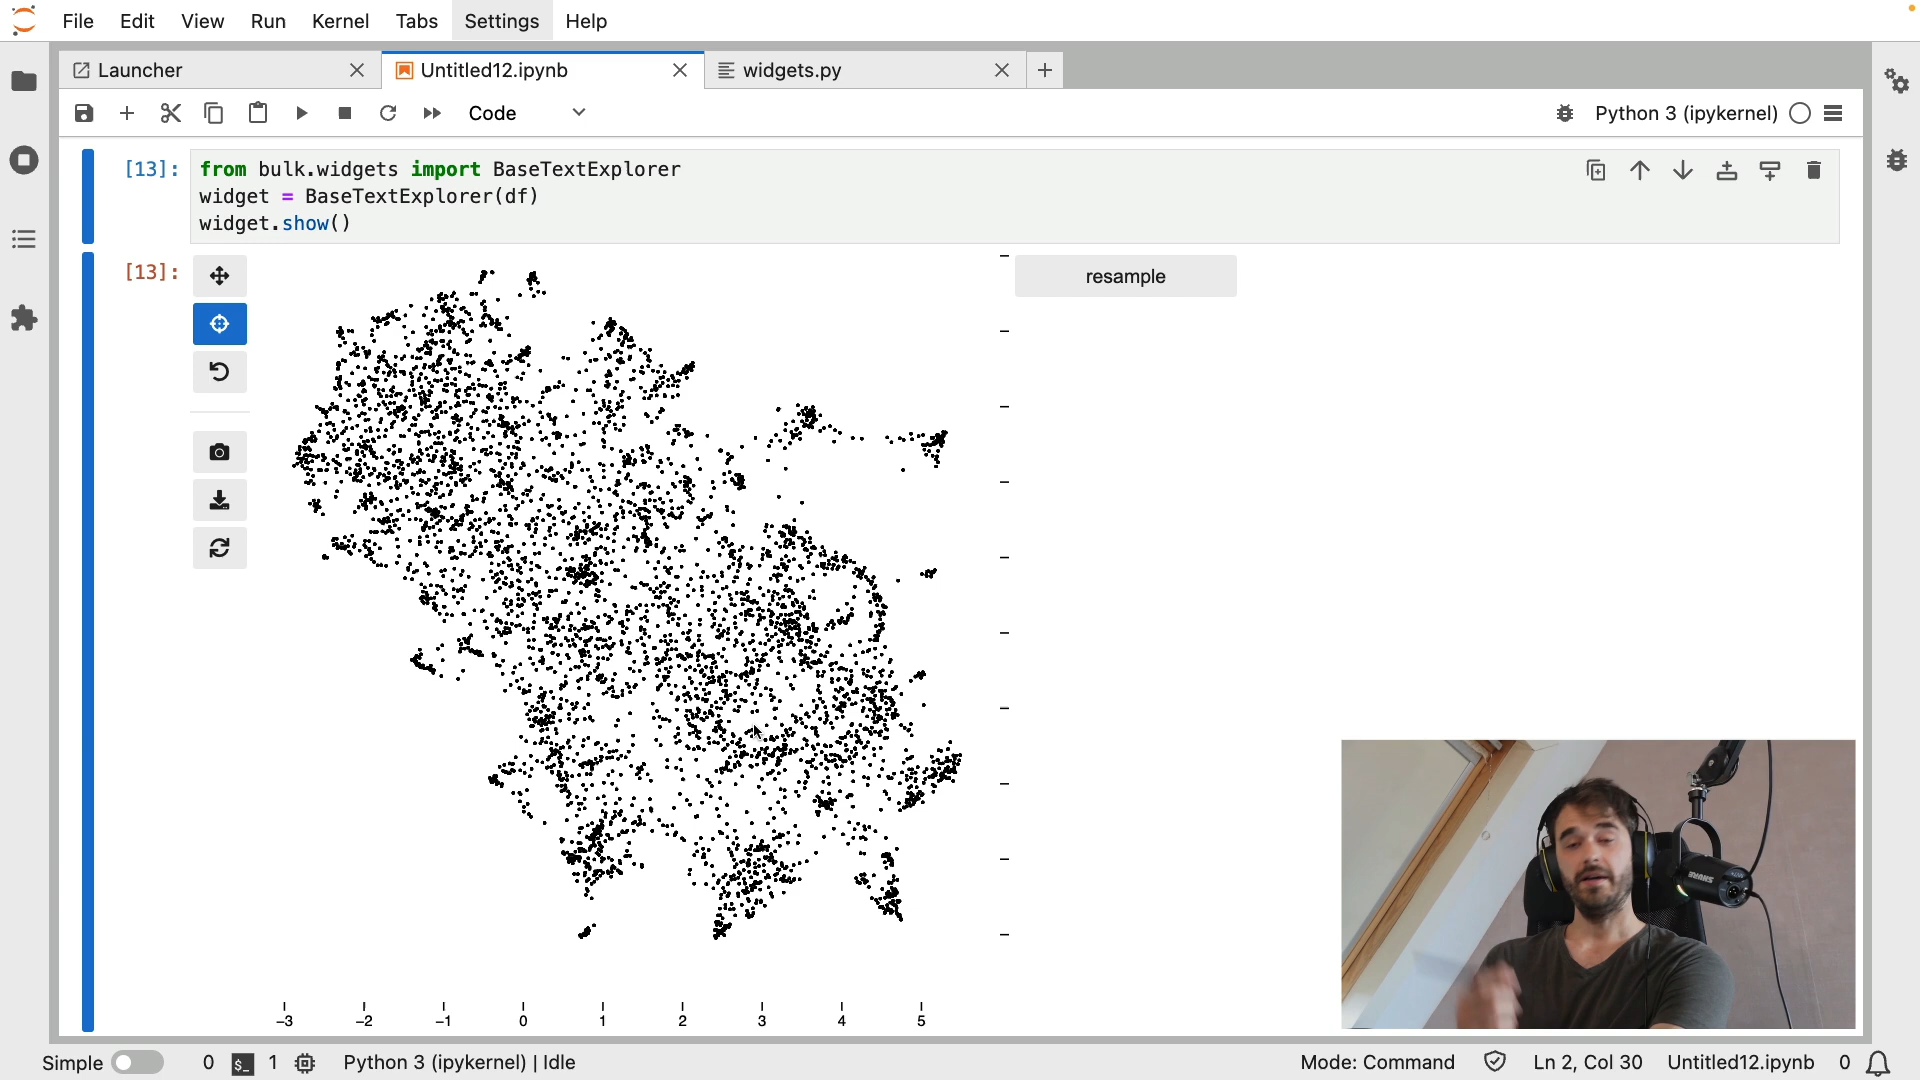 File Edit View Run Kernel Tabs Settings Help
Launcher
Untitled12.ipynb
widgets.py
Code
Python 3 (ipykernel)
[13]:
from bulk.widgets import BaseTextExplorer
widget = BaseTextExplorer(df)
widget.show()
[13]:
resample
−3 −2 −1 0 1 2 3 4 5
SHURE
Simple 0 $_ 1 Python 3 (ipykernel) | Idle Mode: Command Ln 2, Col 30 Untitled12.ipynb 0